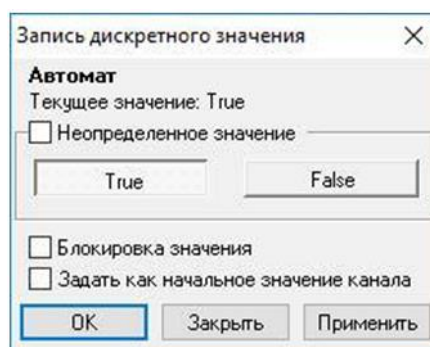 Запись дискретного значения
Автомат
Текущее значение: True
Неопределенное значение
True False
Блокировка значения
Задать как начальное значение канала
OK Закрыть Применить